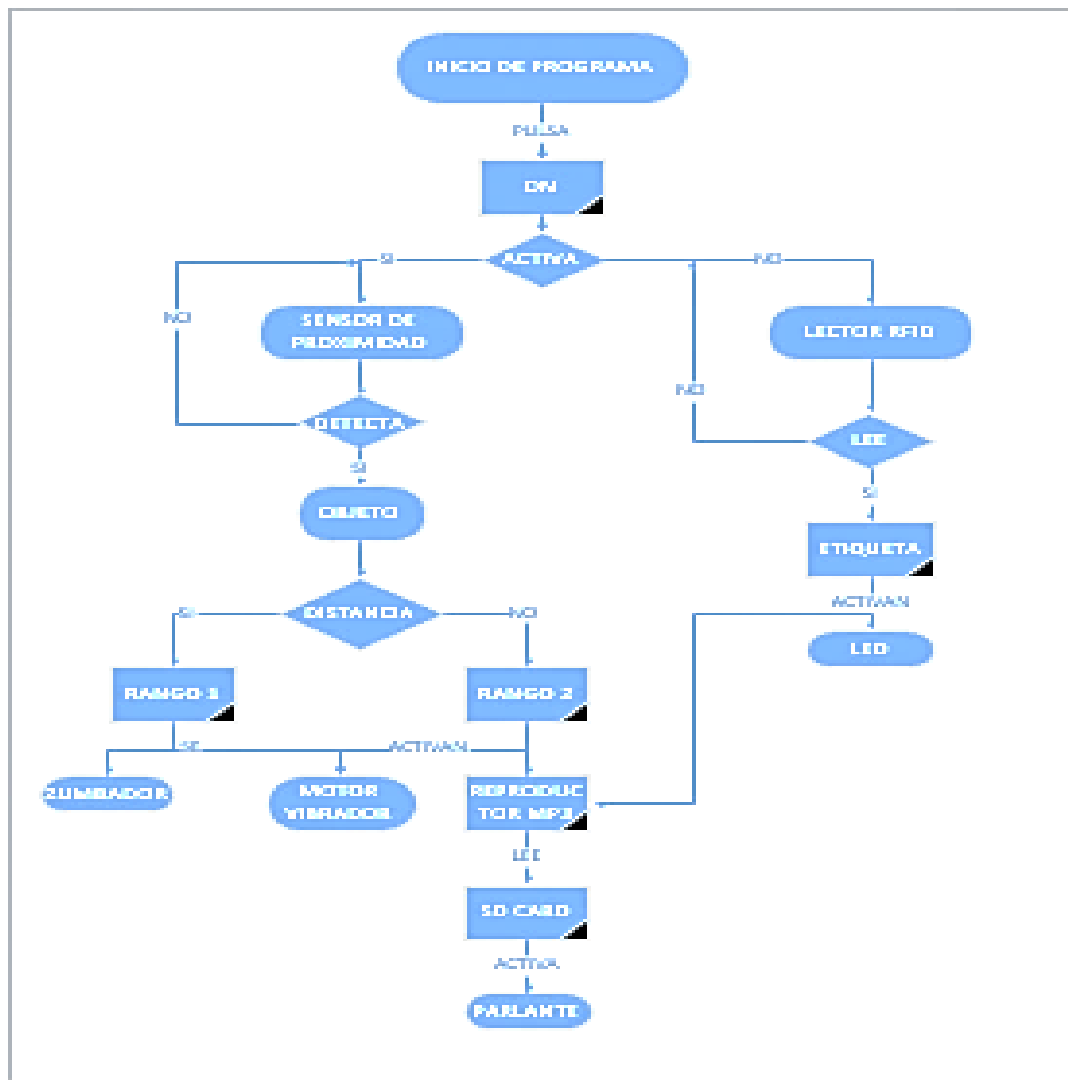 INICIO DE PROGRAMA
PULSA
ON
ACTIVA
SI
NO
NO
SENSOR DE
PROXIMIDAD
LECTOR RFID
NO
DETECTA
LEE
SI
SI
OBJETO
ETIQUETA
ACTIVAN
DISTANCIA
SI
NO
LED
RANGO 1
RANGO 2
SE
ACTIVAN
ZUMBADOR
MOTOR
VIBRADOR
REPRODUC
TOR MP3
LEE
SD CARD
ACTIVA
PARLANTE